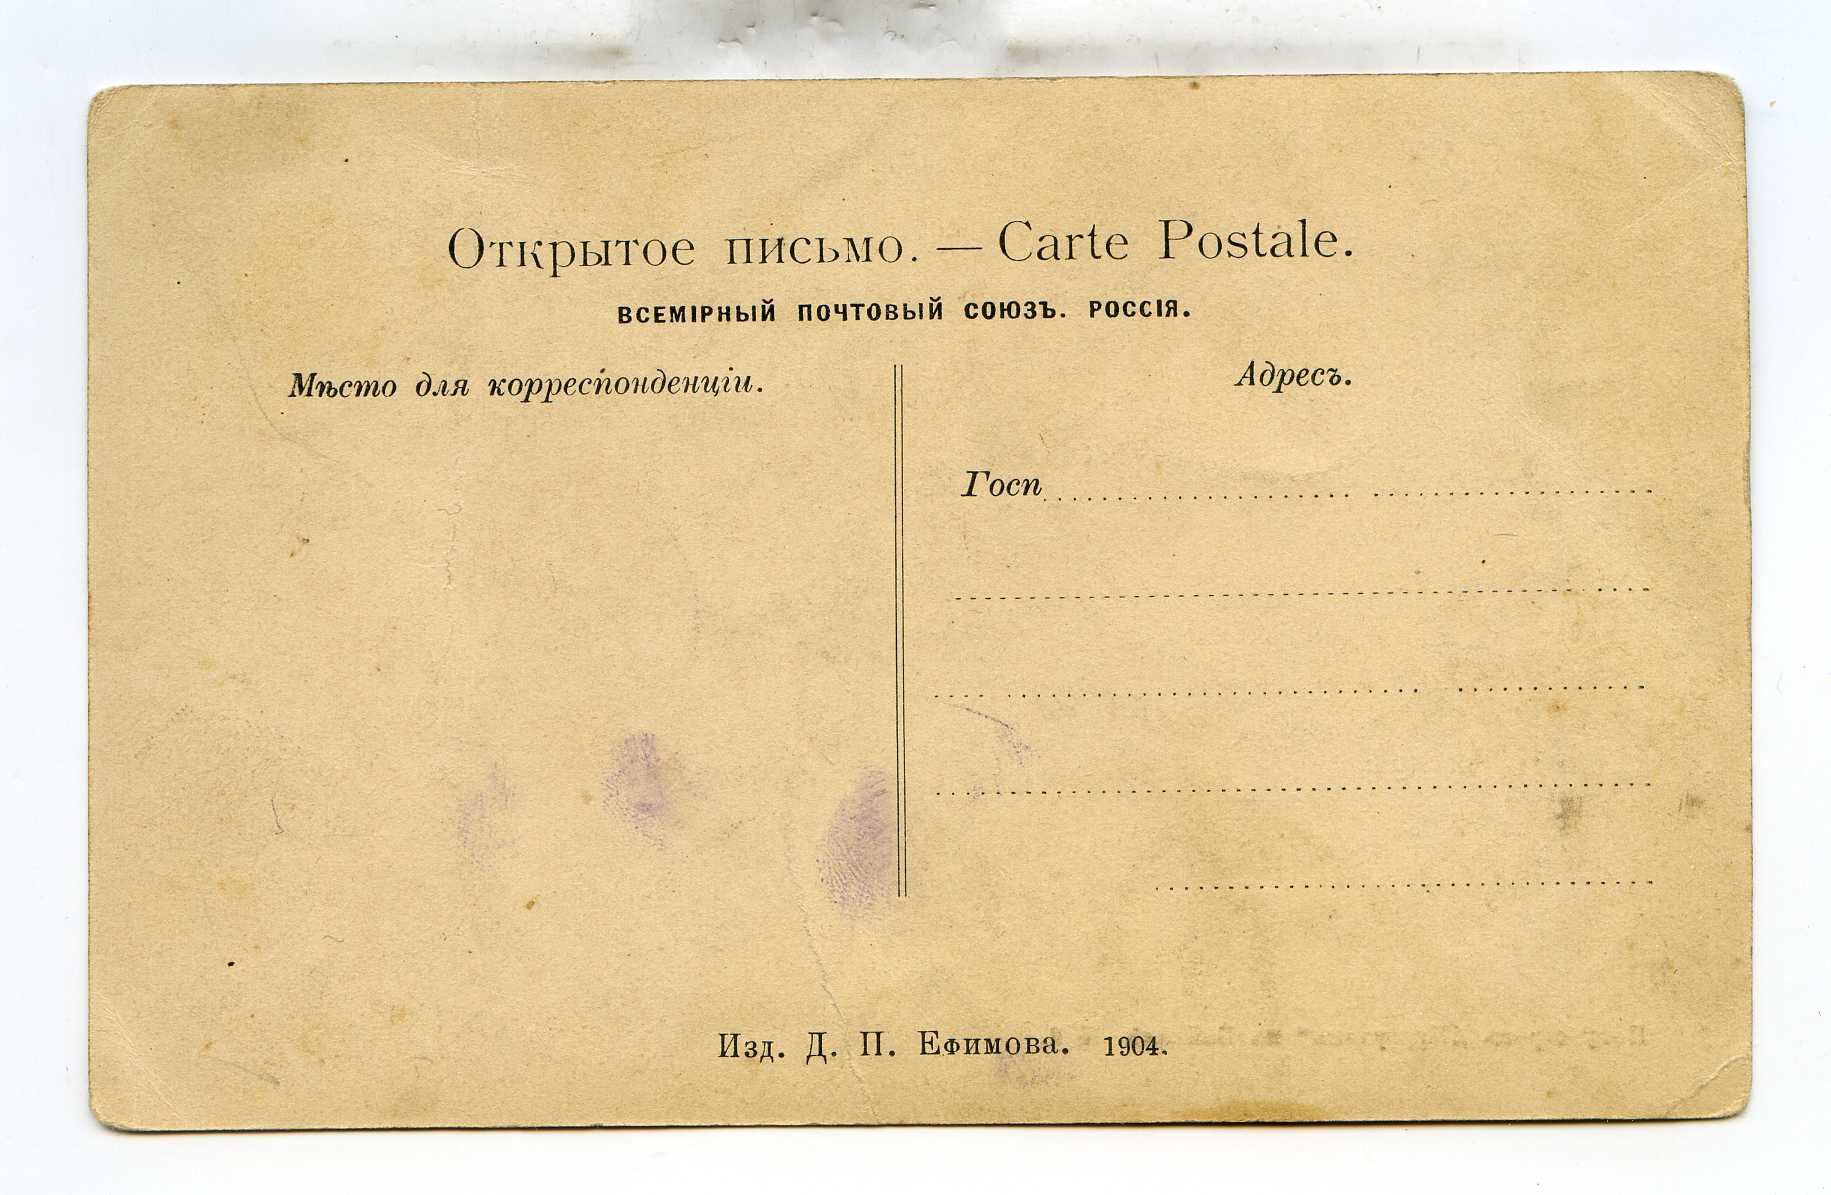 Открытое письмо. — Carte Postale.
ВСЕМІРНЫЙ ПОЧТОВЫЙ СОЮЗЪ. РОССІЯ.
Мѣсто для корреспонденціи.
Адресъ.
Госп
Изд. Д. П. Ефимова. 1904.